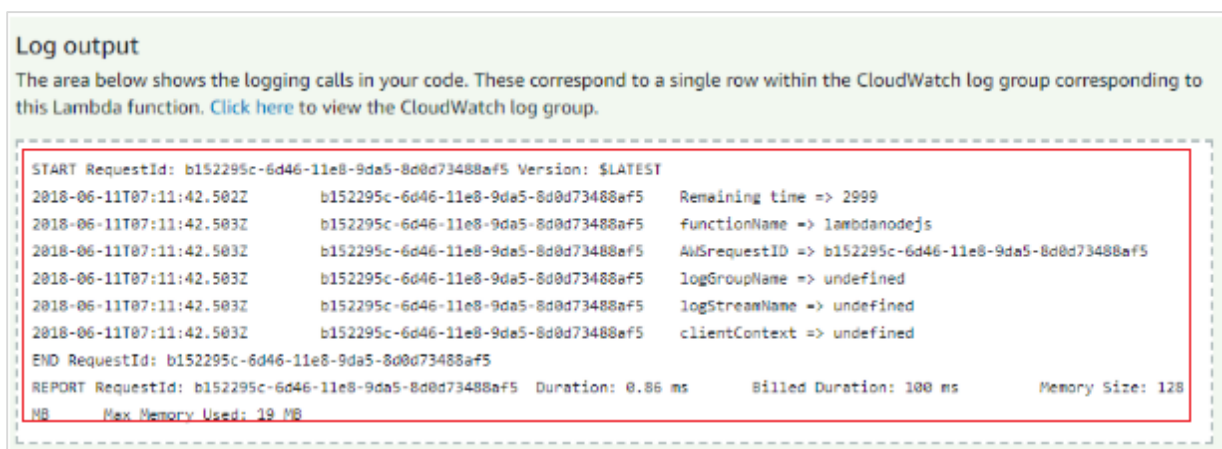 Log output
The area below shows the logging calls in your code. These correspond to a single row within the CloudWatch log group corresponding to
this Lambda function. Click here to view the CloudWatch log group.
START RequestId: b152295c-6d46-11e8-9da5-8d0d73488af5 Version: $LATEST
2018-06-11T07:11:42.502Z b152295c-6d46-11e8-9da5-8d0d73488af5 Remaining time => 2999
2018-06-11T07:11:42.503Z b152295c-6d46-11e8-9da5-8d0d73488af5 functionName => lambdanodejs
2018-06-11T07:11:42.503Z b152295c-6d46-11e8-9da5-8d0d73488af5 AWSrequestID => b152295c-6d46-11e8-9da5-8d0d73488af5
2018-06-11T07:11:42.503Z b152295c-6d46-11e8-9da5-8d0d73488af5 logGroupName => undefined
2018-06-11T07:11:42.503Z b152295c-6d46-11e8-9da5-8d0d73488af5 logStreamName => undefined
2018-06-11T07:11:42.503Z b152295c-6d46-11e8-9da5-8d0d73488af5 clientContext => undefined
END RequestId: b152295c-6d46-11e8-9da5-8d0d73488af5
REPORT RequestId: b152295c-6d46-11e8-9da5-8d0d73488af5 Duration: 0.86 ms Billed Duration: 100 ms Memory Size: 128
MB Max Memory Used: 19 MB